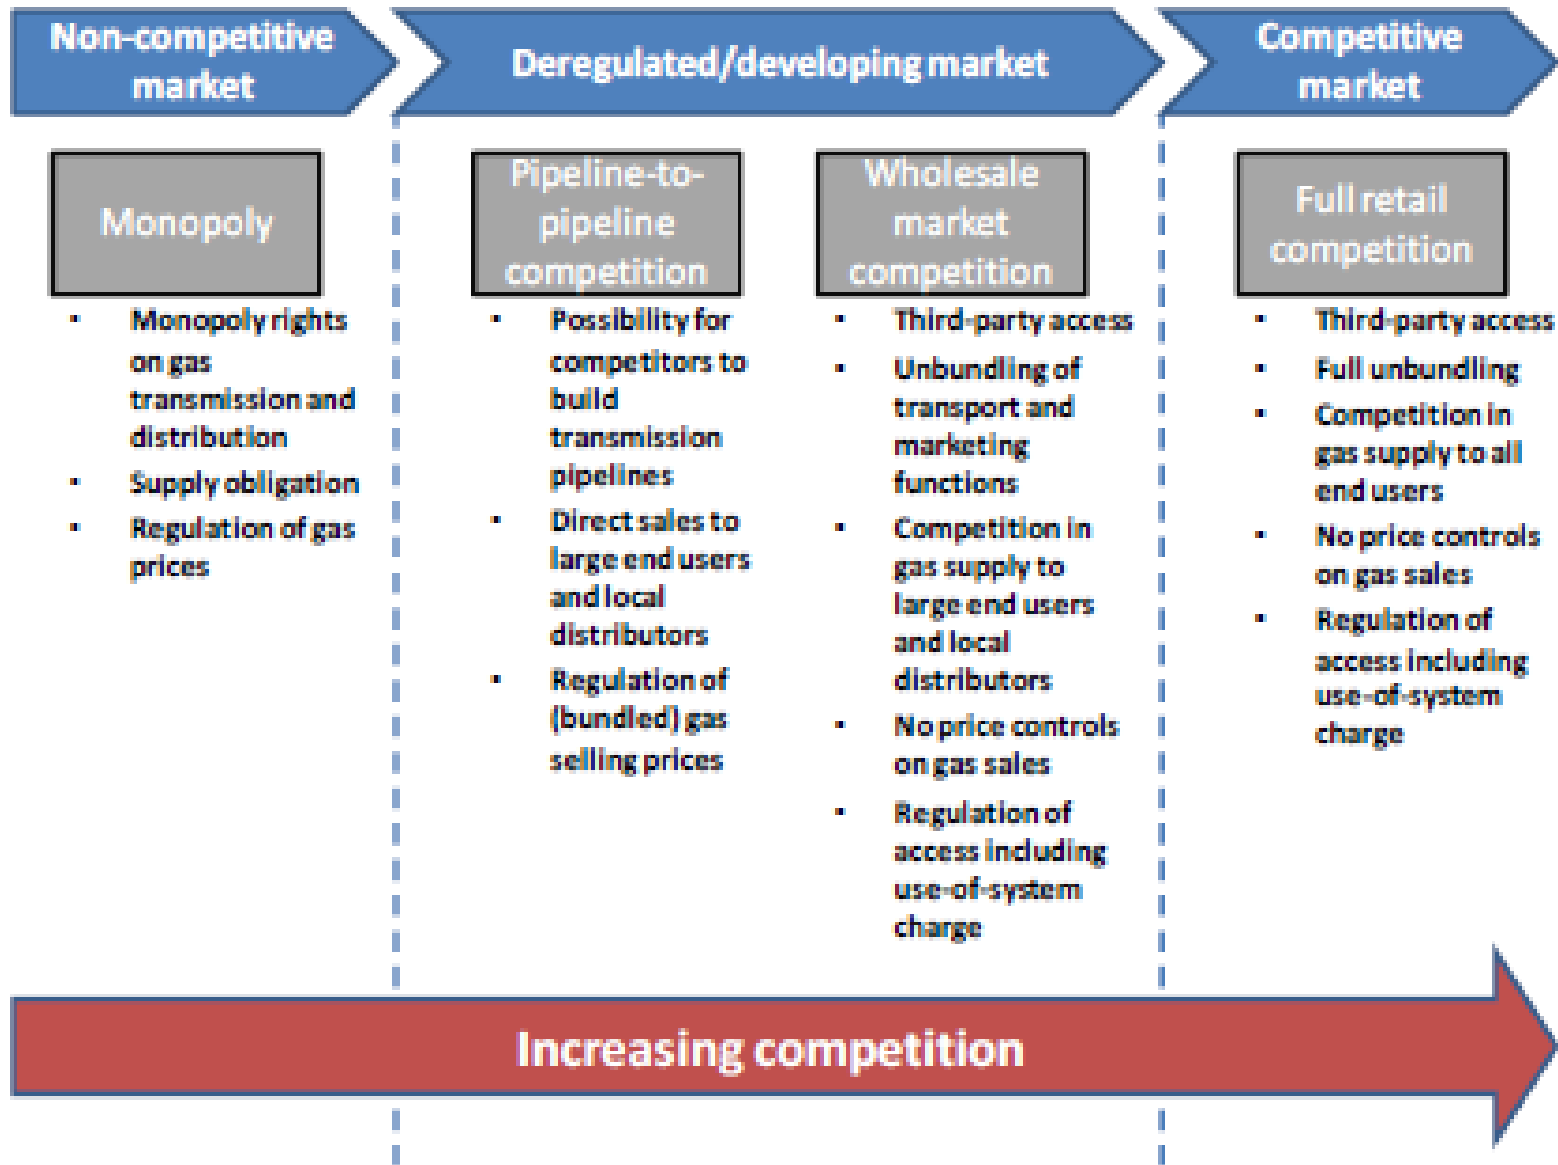 Non-competitive
market
Deregulated/developing market
Competitive
market
Monopoly
▪ Monopoly rights
on gas
transmission and
distribution
▪ Supply obligation
▪ Regulation of gas
prices
Pipeline-to-
pipeline
competition
▪ Possibility for
competitors to
build
transmission
pipelines
▪ Direct sales to
large end users
and local
distributors
▪ Regulation of
(bundled) gas
selling prices
Wholesale
market
competition
▪ Third-party access
▪ Unbundling of
transport and
marketing
functions
▪ Competition in
gas supply to
large end users
and local
distributors
▪ No price controls
on gas sales
▪ Regulation of
access including
use-of-system
charge
Full retail
competition
▪ Third-party access
▪ Full unbundling
▪ Competition in
gas supply to all
end users
▪ No price controls
on gas sales
▪ Regulation of
access including
use-of-system
charge
Increasing competition